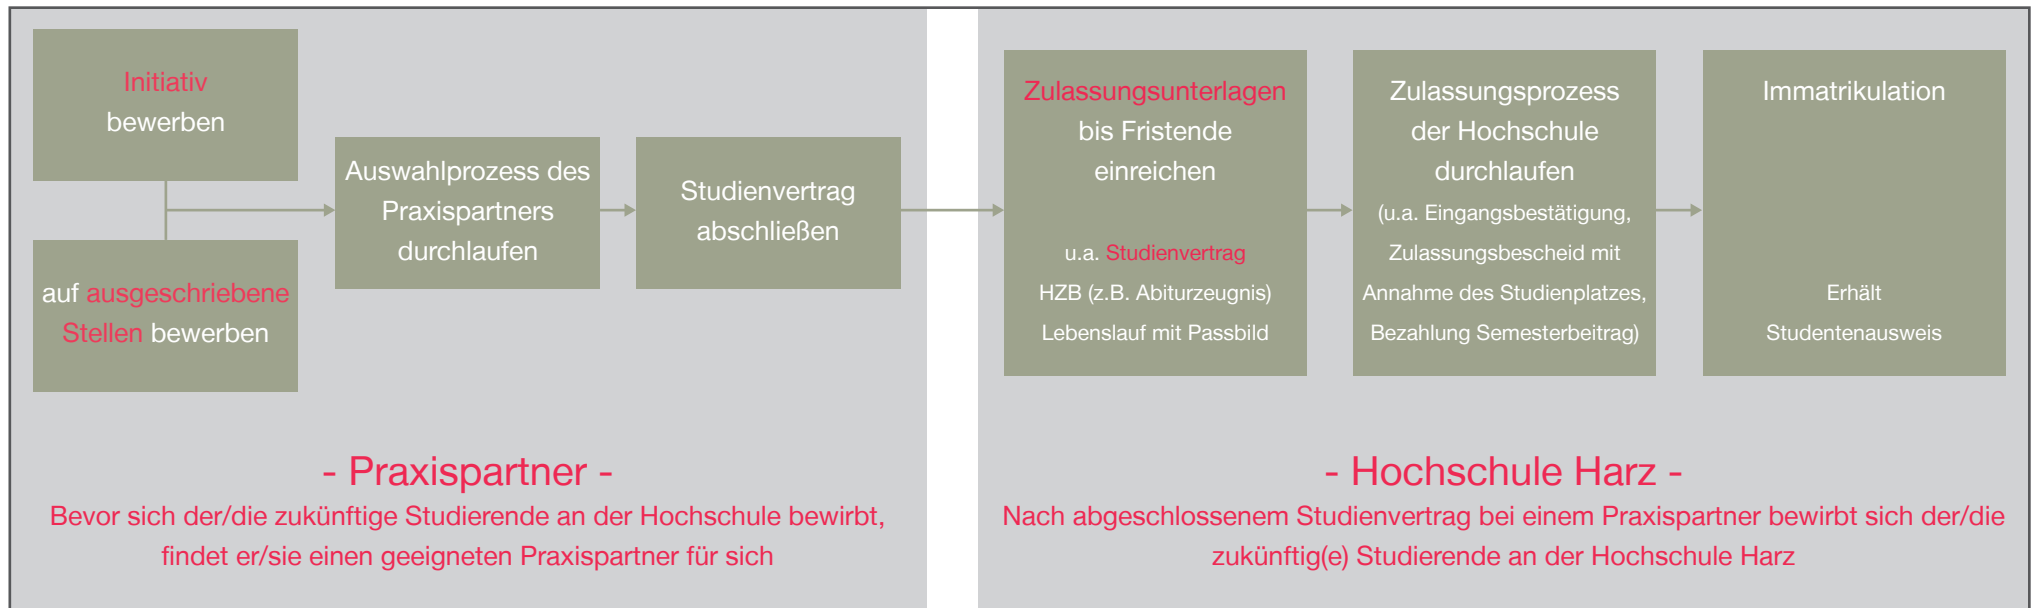 Initiativ
bewerben
auf ausgeschriebene
Stellen bewerben
Auswahlprozess des
Praxispartners
durchlaufen
Studienvertrag
abschließen
- Praxispartner -
Bevor sich der/die zukünftige Studierende an der Hochschule bewirbt,
findet er/sie einen geeigneten Praxispartner für sich
Zulassungsunterlagen
bis Fristende
einreichen
u.a. Studienvertrag
HZB (z.B. Abiturzeugnis)
Lebenslauf mit Passbild
Zulassungsprozess
der Hochschule
durchlaufen
(u.a. Eingangsbestätigung,
Zulassungsbescheid mit
Annahme des Studienplatzes,
Bezahlung Semesterbeitrag)
Immatrikulation
Erhält
Studentenausweis
- Hochschule Harz -
Nach abgeschlossenem Studienvertrag bei einem Praxispartner bewirbt sich der/die
zukünftig(e) Studierende an der Hochschule Harz